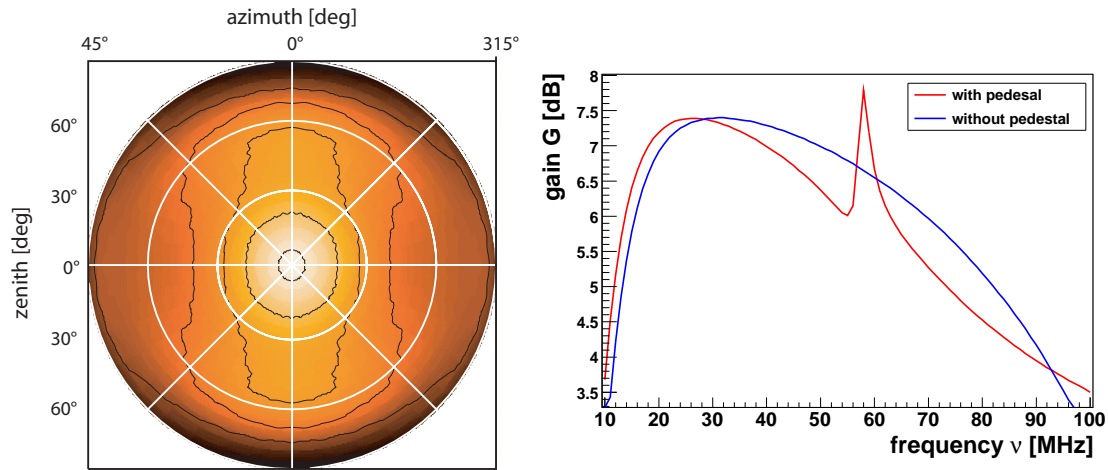 azimuth [deg]
45° 0° 315°
zenith [deg]
60°
30°
0°
30°
60°
gain G [dB]
8
7.5
7
6.5
6
5.5
5
4.5
4
3.5
with pedesal
without pedestal
10 20 30 40 50 60 70 80 90 100
frequency ν [MHz]